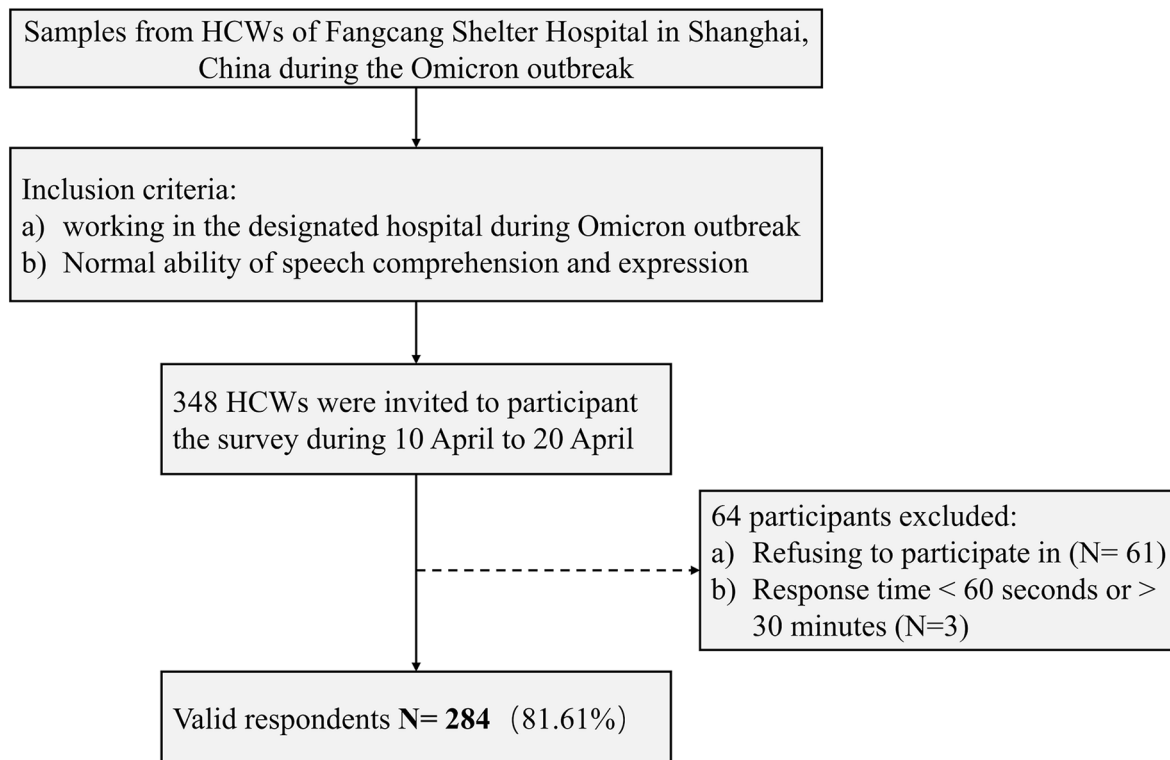 Samples from HCWs of Fangcang Shelter Hospital in Shanghai,
China during the Omicron outbreak
Inclusion criteria:
a) working in the designated hospital during Omicron outbreak
b) Normal ability of speech comprehension and expression
348 HCWs were invited to participant
the survey during 10 April to 20 April
64 participants excluded:
a) Refusing to participate in (N= 61)
b) Response time < 60 seconds or >
30 minutes (N=3)
Valid respondents N= 284（81.61%）